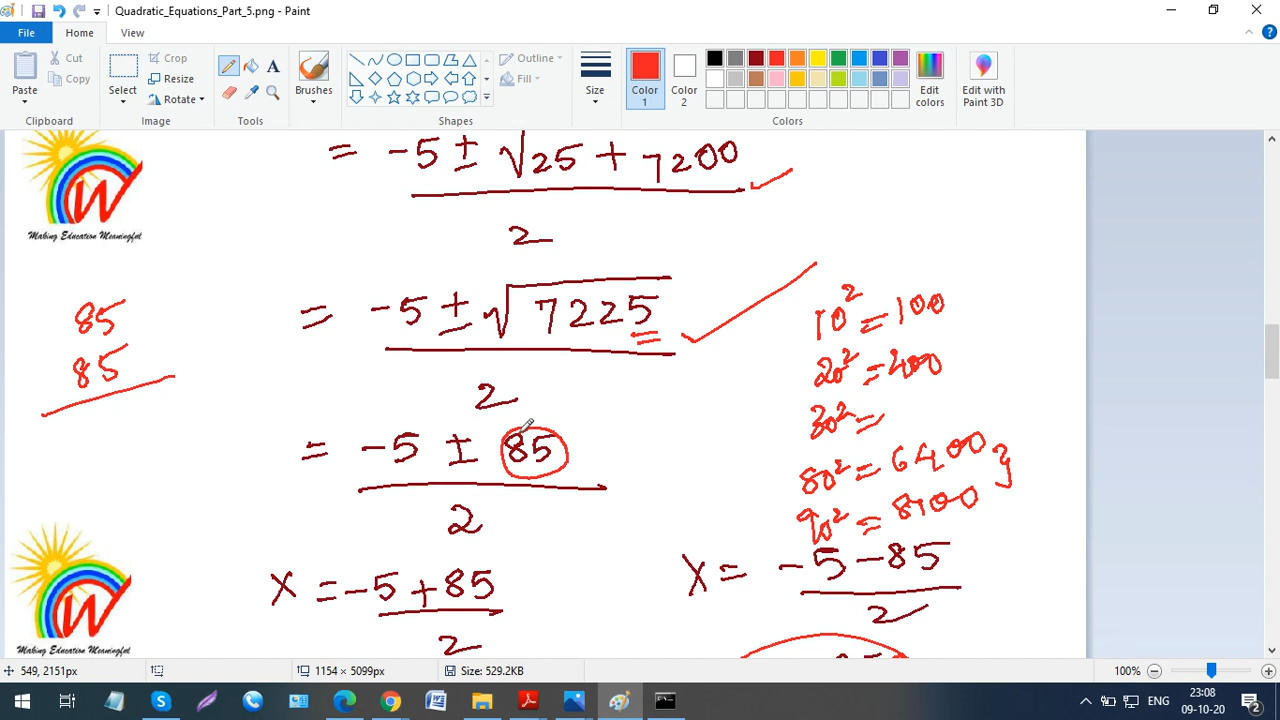 Quadratic_Equations_Part_5.png - Paint
File Home View
Paste Cut Copy Clipboard
Select Crop Resize Rotate Image
Tools
Brushes
Shapes Outline Fill
Size
Color 1 Color 2 Edit colors Edit with Paint 3D Colors
Making Education Meaningful
= -5 ± √25 + 7200
2
= -5 ± √7225
2
= -5 ± 85
2
X = -5 + 85
2
85
85
10² = 100
20² = 400
30² =
80² = 6400 }
90² = 8100
X = -5 - 85
2
Making Education Meaningful
549, 2151px 1154 × 5099px Size: 529.2KB 100%
ENG 23:08 09-10-20 2